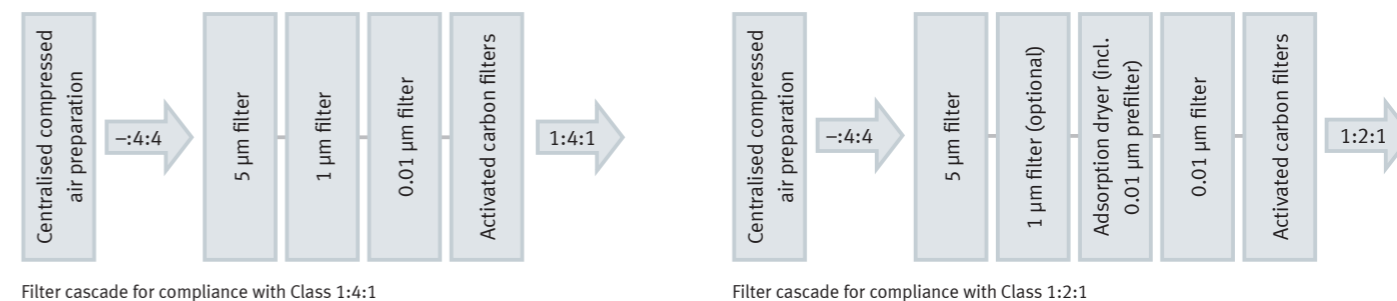 Centralised compressed
air preparation
–:4:4
5 µm filter
1 µm filter
0.01 µm filter
Activated carbon filters
1:4:1
Filter cascade for compliance with Class 1:4:1
Centralised compressed
air preparation
–:4:4
5 µm filter
1 µm filter (optional)
Adsorption dryer (incl.
0.01 µm prefilter)
0.01 µm filter
Activated carbon filters
1:2:1
Filter cascade for compliance with Class 1:2:1